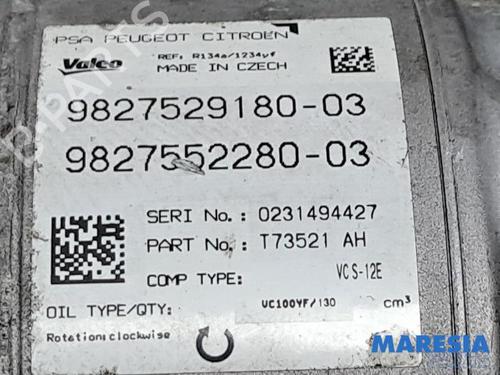 PSA PEUGEOT CITROEN
Valeo
REF: R134a/1234yf
MADE IN CZECH
9827529180-03
9827552280-03
SERI No.: 0231494427
PART No.: T73521 AH
COMP TYPE: VCS-12E
OIL TYPE/QTY: VC100YF/130 cm³
Rotation:clockwise
B-PARTS
MARESIA